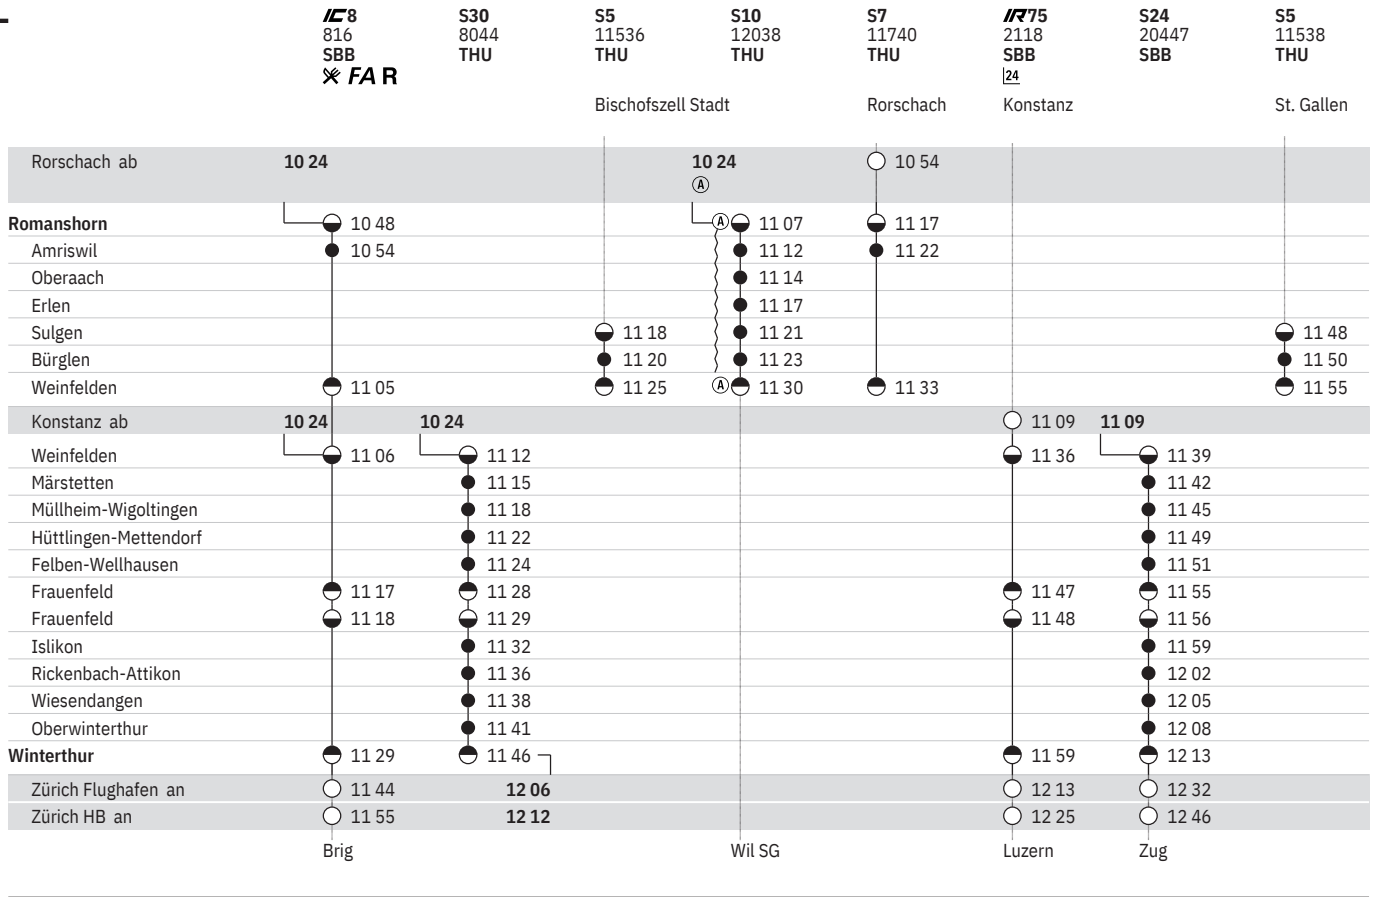 IC8 S30 S5 S10 S7 IR75 S24 S5
816 8044 11536 12038 11740 2118 20447 11538
SBB THU THU THU THU SBB SBB THU
FA R 24
Bischofszell Stadt Rorschach Konstanz St. Gallen
Rorschach ab 10 24 10 24 10 54
A
Romanshorn 10 48 A 11 07 11 17
Amriswil 10 54 11 12 11 22
Oberaach 11 14
Erlen 11 17
Sulgen 11 18 11 21 11 48
Bürglen 11 20 11 23 11 50
Weinfelden 11 05 11 25 A 11 30 11 33 11 55
Konstanz ab 10 24 10 24 11 09 11 09
Weinfelden 11 06 11 12 11 36 11 39
Märstetten 11 15 11 42
Müllheim-Wigoltingen 11 18 11 45
Hüttlingen-Mettendorf 11 22 11 49
Felben-Wellhausen 11 24 11 51
Frauenfeld 11 17 11 28 11 47 11 55
Frauenfeld 11 18 11 29 11 48 11 56
Islikon 11 32 11 59
Rickenbach-Attikon 11 36 12 02
Wiesendangen 11 38 12 05
Oberwinterthur 11 41 12 08
Winterthur 11 29 11 46 11 59 12 13
Zürich Flughafen an 11 44 12 06 12 13 12 32
Zürich HB an 11 55 12 12 12 25 12 46
Brig Wil SG Luzern Zug